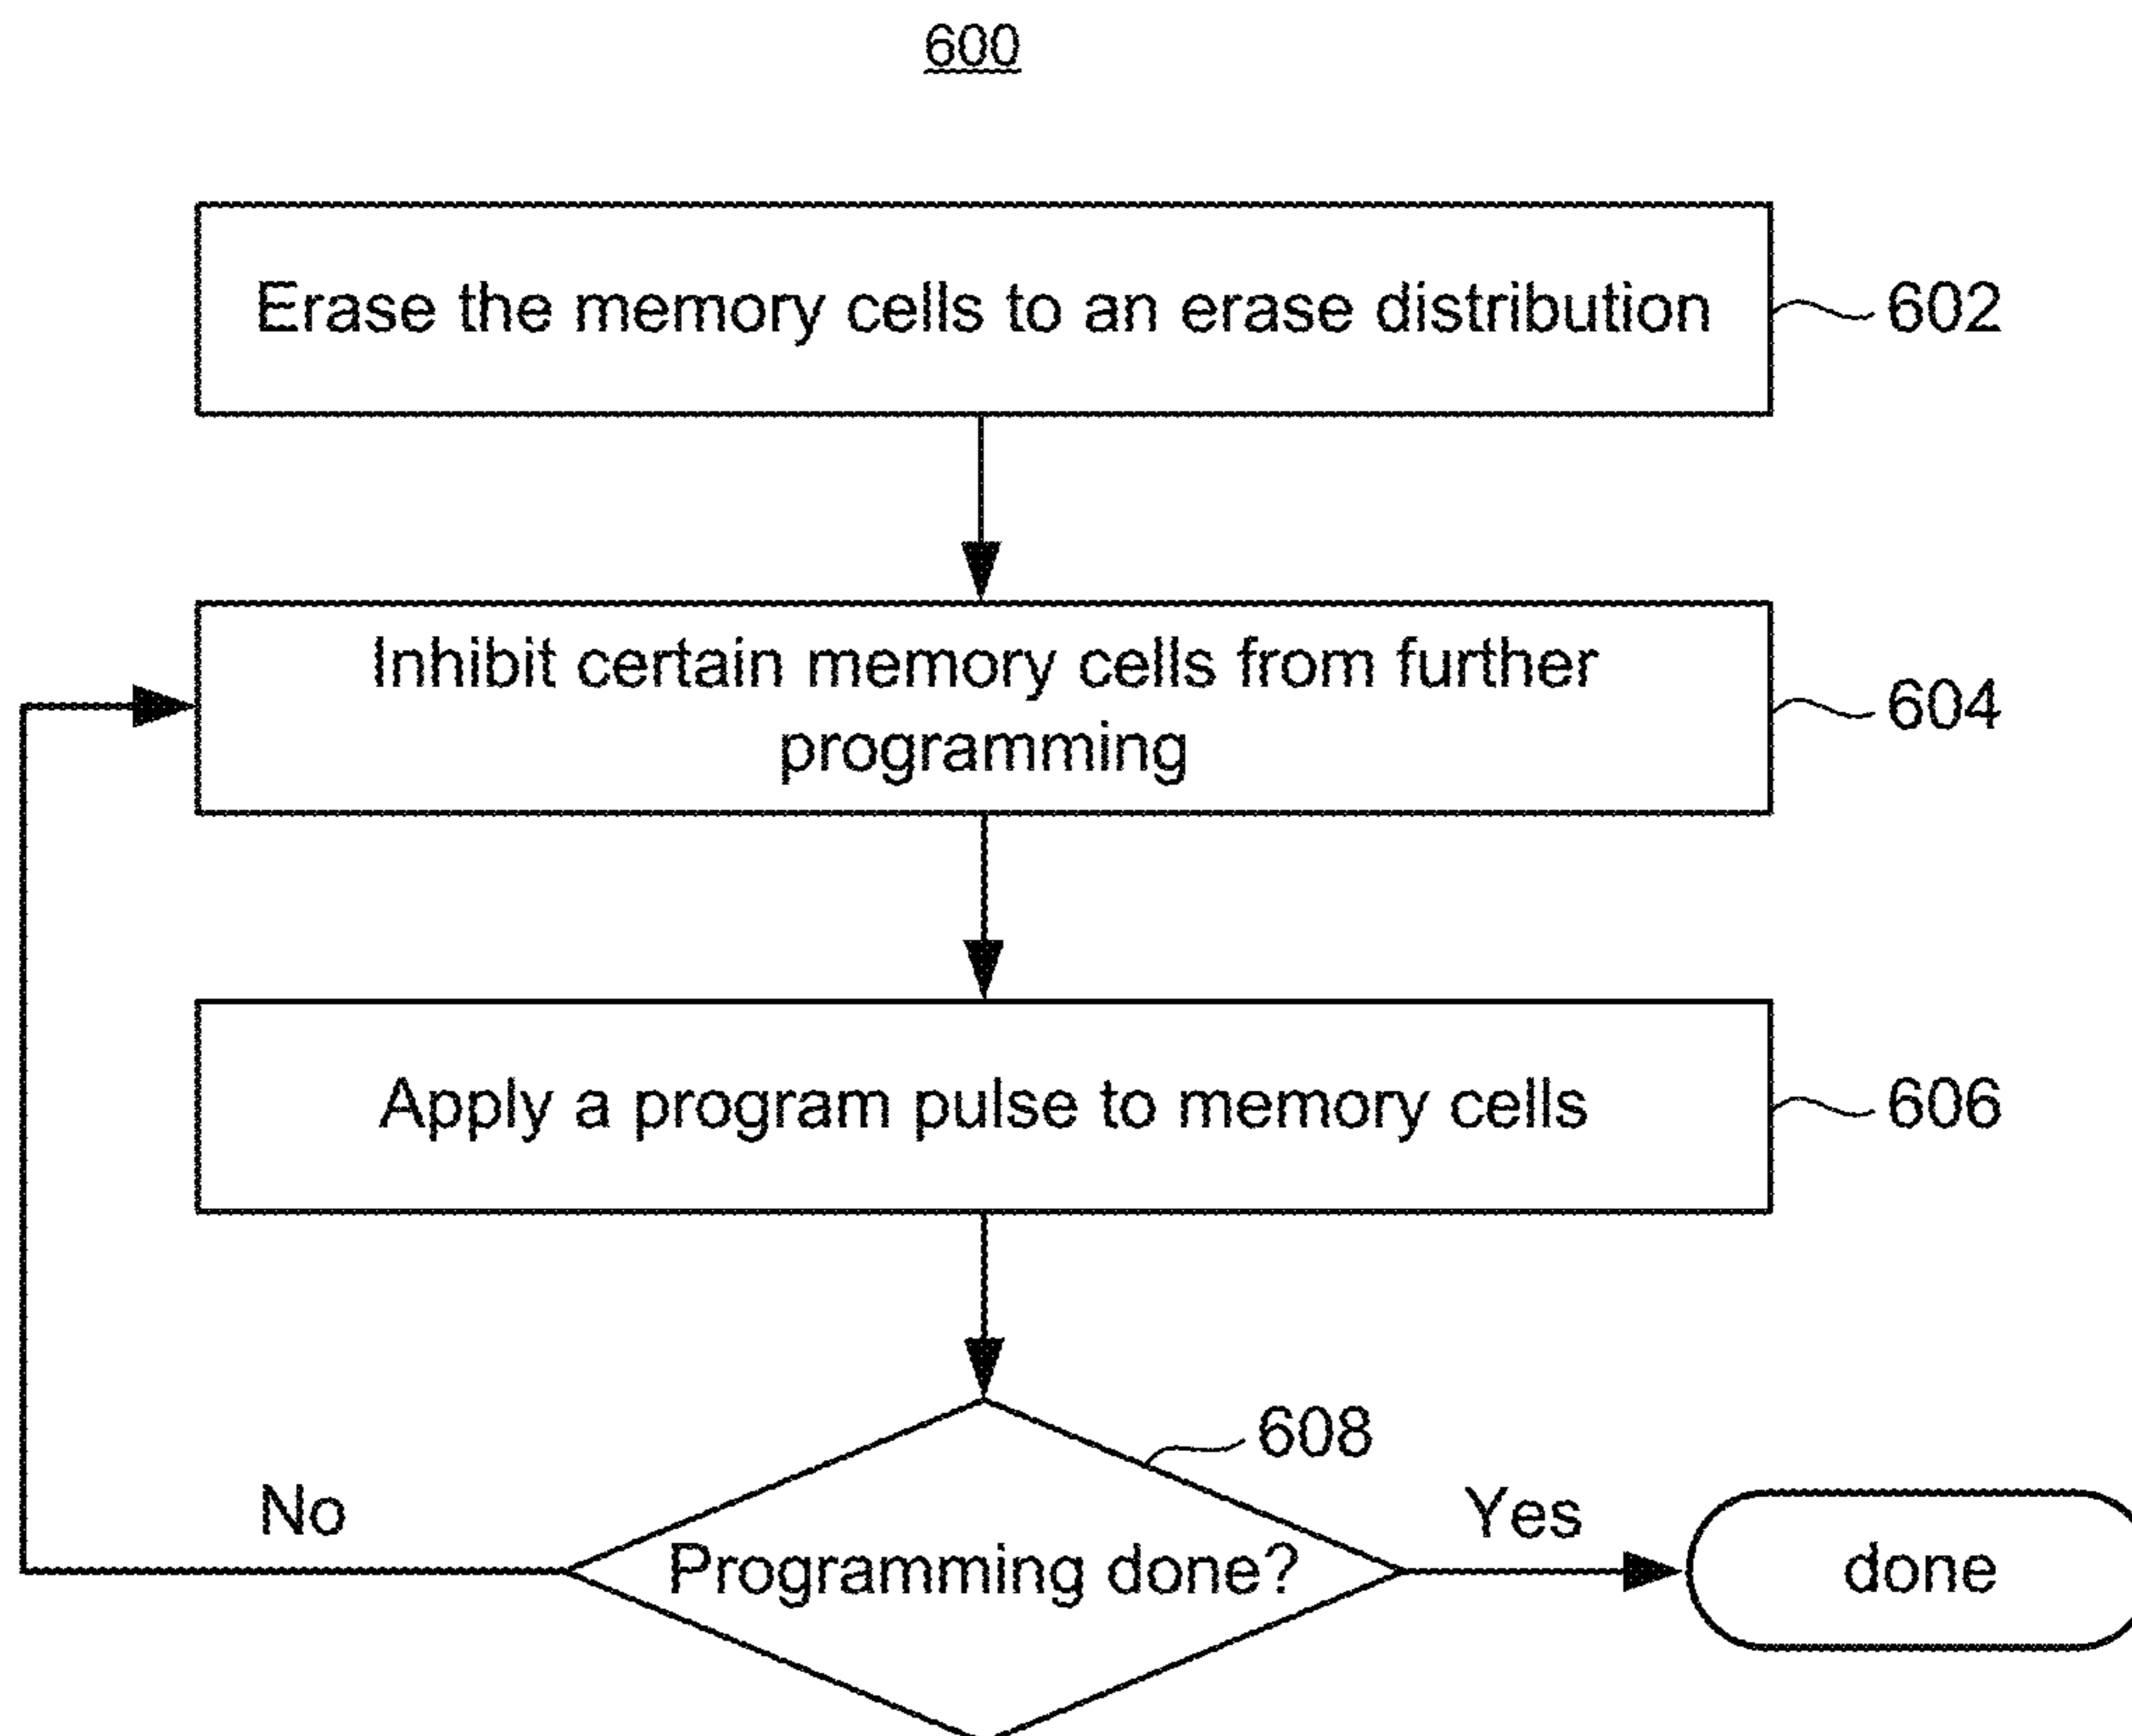 600
Erase the memory cells to an erase distribution
602
Inhibit certain memory cells from further
programming
604
Apply a program pulse to memory cells
606
608
No
Programming done?
Yes
done